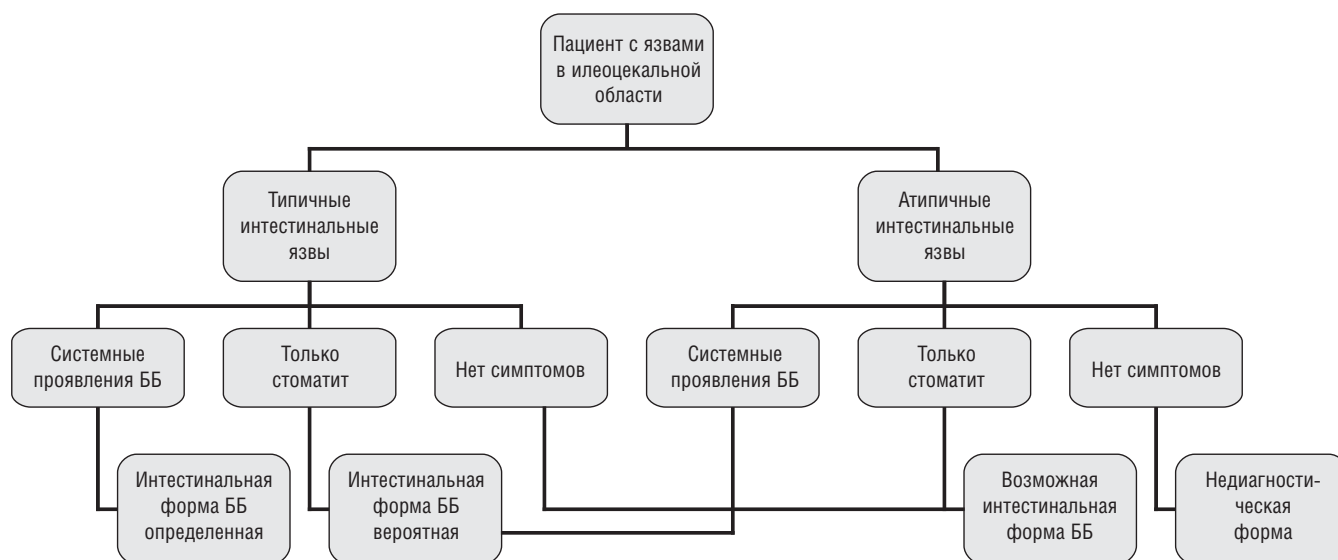 Пациент с язвами
в илеоцекальной
области
Типичные
интестинальные
язвы
Атипичные
интестинальные
язвы
Системные
проявления ББ
Только
стоматит
Нет симптомов
Системные
проявления ББ
Только
стоматит
Нет симптомов
Интестинальная
форма ББ
определенная
Интестинальная
форма ББ
вероятная
Возможная
интестинальная
форма ББ
Недиагности-
ческая
форма